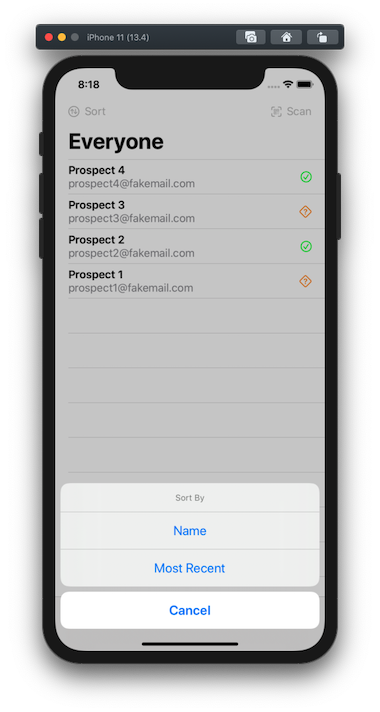 iPhone 11 (13.4)
8:18
Sort
Scan
Everyone
Prospect 4
prospect4@fakemail.com
Prospect 3
prospect3@fakemail.com
Prospect 2
prospect2@fakemail.com
Prospect 1
prospect1@fakemail.com
Sort By
Name
Most Recent
Cancel